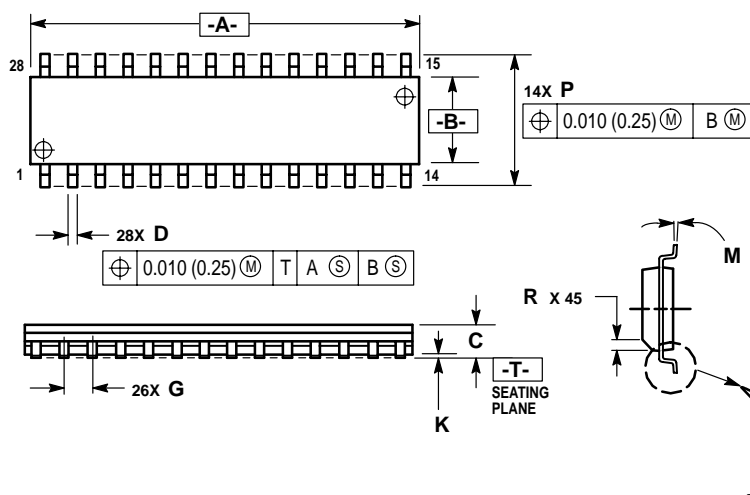 -A-
28
15
14X P
-B-
⌖ 0.010 (0.25) Ⓜ B Ⓜ
1
14
28X D
⌖ 0.010 (0.25) Ⓜ T A Ⓢ B Ⓢ
M
R X 45
C
-T-
SEATING
PLANE
26X G
K